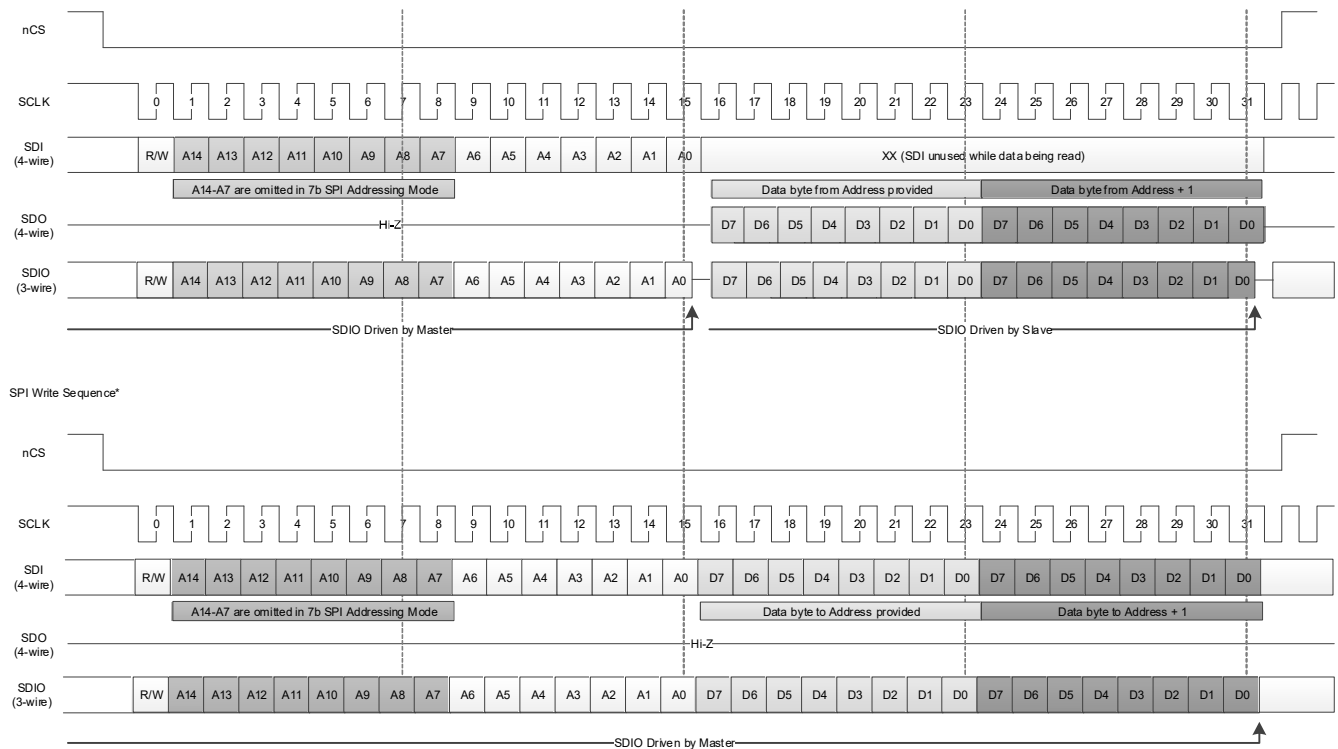 nCS
SCLK
0 1 2 3 4 5 6 7 8 9 10 11 12 13 14 15 16 17 18 19 20 21 22 23 24 25 26 27 28 29 30 31
SDI
(4-wire)
R/W A14 A13 A12 A11 A10 A9 A8 A7 A6 A5 A4 A3 A2 A1 A0 XX (SDI unused while data being read)
A14-A7 are omitted in 7b SPI Addressing Mode
Data byte from Address provided
Data byte from Address + 1
SDO
(4-wire)
Hi-Z
D7 D6 D5 D4 D3 D2 D1 D0 D7 D6 D5 D4 D3 D2 D1 D0
SDIO
(3-wire)
R/W A14 A13 A12 A11 A10 A9 A8 A7 A6 A5 A4 A3 A2 A1 A0 D7 D6 D5 D4 D3 D2 D1 D0 D7 D6 D5 D4 D3 D2 D1 D0
SDIO Driven by Master
SDIO Driven by Slave
SPI Write Sequence*
nCS
SCLK
0 1 2 3 4 5 6 7 8 9 10 11 12 13 14 15 16 17 18 19 20 21 22 23 24 25 26 27 28 29 30 31
SDI
(4-wire)
R/W A14 A13 A12 A11 A10 A9 A8 A7 A6 A5 A4 A3 A2 A1 A0 D7 D6 D5 D4 D3 D2 D1 D0 D7 D6 D5 D4 D3 D2 D1 D0
A14-A7 are omitted in 7b SPI Addressing Mode
Data byte to Address provided
Data byte to Address + 1
SDO
(4-wire)
Hi-Z
SDIO
(3-wire)
R/W A14 A13 A12 A11 A10 A9 A8 A7 A6 A5 A4 A3 A2 A1 A0 D7 D6 D5 D4 D3 D2 D1 D0 D7 D6 D5 D4 D3 D2 D1 D0
SDIO Driven by Master